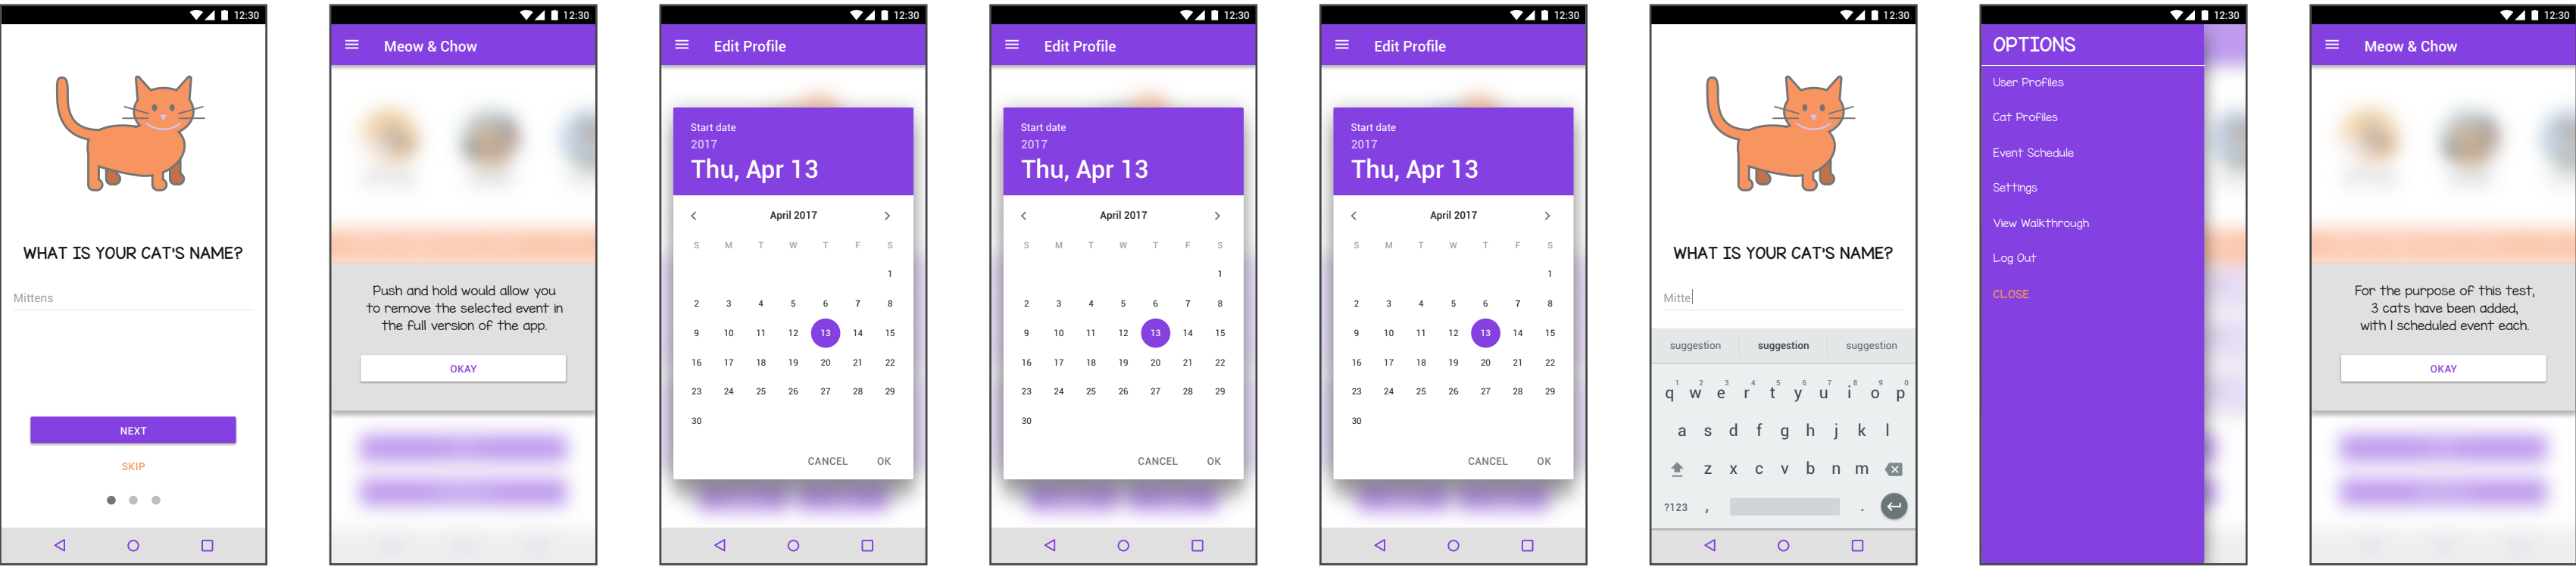 12:30
WHAT IS YOUR CAT'S NAME?
Mittens
NEXT
SKIP
12:30
Meow & Chow
Push and hold would allow you
to remove the selected event in
the full version of the app.
OKAY
12:30
Edit Profile
Start date
2017
Thu, Apr 13
April 2017
S M T W T F S
1
2 3 4 5 6 7 8
9 10 11 12 13 14 15
16 17 18 19 20 21 22
23 24 25 26 27 28 29
30
CANCEL OK
12:30
Edit Profile
Start date
2017
Thu, Apr 13
April 2017
S M T W T F S
1
2 3 4 5 6 7 8
9 10 11 12 13 14 15
16 17 18 19 20 21 22
23 24 25 26 27 28 29
30
CANCEL OK
12:30
Edit Profile
Start date
2017
Thu, Apr 13
April 2017
S M T W T F S
1
2 3 4 5 6 7 8
9 10 11 12 13 14 15
16 17 18 19 20 21 22
23 24 25 26 27 28 29
30
CANCEL OK
12:30
WHAT IS YOUR CAT'S NAME?
Mitte
suggestion suggestion suggestion
1 2 3 4 5 6 7 8 9 0
q w e r t y u i o p
a s d f g h j k l
z x c v b n m
?123 , .
12:30
OPTIONS
User Profiles
Cat Profiles
Event Schedule
Settings
View Walkthrough
Log Out
CLOSE
12:30
Meow & Chow
For the purpose of this test,
3 cats have been added,
with 1 scheduled event each.
OKAY